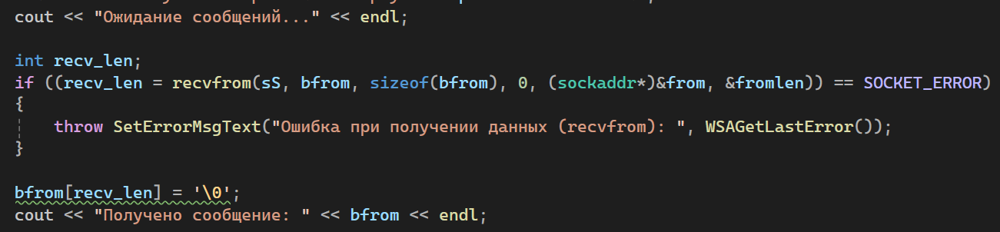 cout << "Ожидание сообщений..." << endl;
int recv_len;
if ((recv_len = recvfrom(sS, bfrom, sizeof(bfrom), 0, (sockaddr*)&from, &fromlen)) == SOCKET_ERROR)
{
throw SetErrorMsgText("Ошибка при получении данных (recvfrom): ", WSAGetLastError());
}
bfrom[recv_len] = '\0';
cout << "Получено сообщение: " << bfrom << endl;